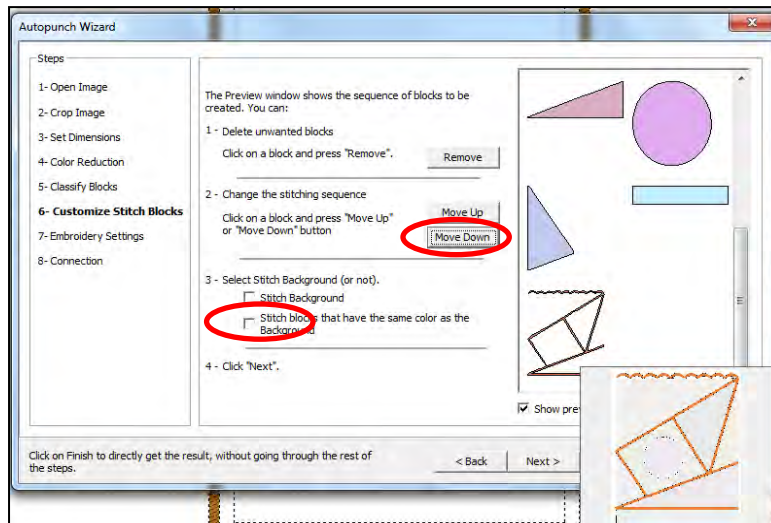 Autopunch Wizard
Steps
1- Open Image
2- Crop Image
3- Set Dimensions
4- Color Reduction
5- Classify Blocks
6- Customize Stitch Blocks
7- Embroidery Settings
8- Connection
The Preview window shows the sequence of blocks to be
created. You can:
1 - Delete unwanted blocks
Click on a block and press "Remove".
Remove
2 - Change the stitching sequence
Click on a block and press "Move Up"
or "Move Down" button
Move Up
Move Down
3 - Select Stitch Background (or not).
Stitch Background
Stitch blocks that have the same color as the
Background
4 - Click "Next".
Show prev
Click on Finish to directly get the result, without going through the rest of
the steps.
< Back
Next >